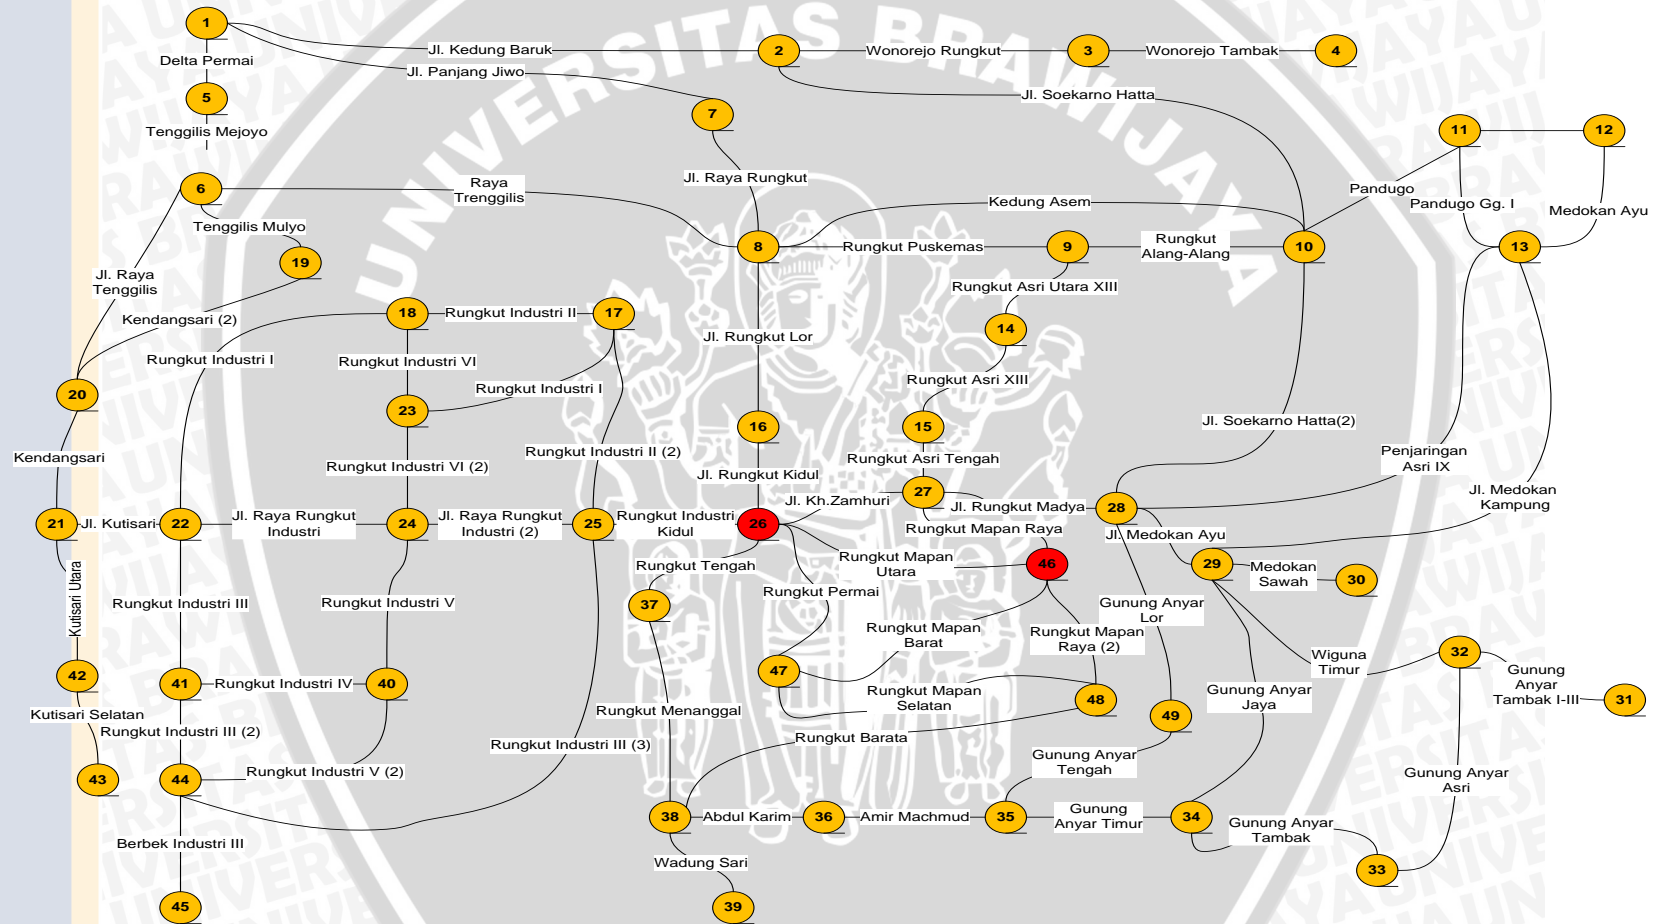 UNIVERSITAS BRAWIJAYA
1
Jl. Kedung Baruk
2
Wonorejo Rungkut
3
Wonorejo Tambak
4
Delta Permai
Jl. Panjang Jiwo
5
Jl. Soekarno Hatta
7
Tenggilis Mejoyo
11
12
6
Raya
Trenggilis
Jl. Raya Rungkut
Pandugo
Kedung Asem
Pandugo Gg. I
Medokan Ayu
Tenggilis Mulyo
8
Rungkut Puskemas
9
Rungkut
Alang-Alang
10
13
19
Jl. Raya
Tenggilis
Rungkut Asri Utara XIII
Kendangsari (2)
18
Rungkut Industri II
17
14
Jl. Rungkut Lor
Rungkut Industri I
Rungkut Industri VI
Rungkut Industri I
Rungkut Asri XIII
20
23
16
15
Jl. Soekarno Hatta(2)
Kendangsari
Rungkut Industri VI (2)
Rungkut Industri II (2)
Rungkut Asri Tengah
Penjaringan
Asri IX
Jl. Rungkut Kidul
27
Jl. Kh.Zamhuri
Jl. Rungkut Madya
28
Jl. Medokan
Kampung
21
Jl. Kutisari
22
Jl. Raya Rungkut
Industri
24
Jl. Raya Rungkut
Industri (2)
25
Rungkut Industri
Kidul
26
Rungkut Mapan Raya
Jl. Medokan Ayu
Kutisari Utara
Rungkut Tengah
Rungkut Mapan
Utara
46
29
Medokan
Sawah
30
Rungkut Permai
Rungkut Industri III
Rungkut Industri V
37
Gunung Anyar
Lor
Rungkut Mapan
Barat
Rungkut Mapan
Raya (2)
32
Wiguna
Timur
42
41
Rungkut Industri IV
40
47
Gunung
Anyar
Tambak I-III
31
Rungkut Mapan
Selatan
48
Gunung Anyar
Jaya
Kutisari Selatan
Rungkut Menanggal
49
Rungkut Industri III (2)
Rungkut Industri III (3)
Rungkut Barata
43
44
Rungkut Industri V (2)
Gunung Anyar
Tengah
Gunung Anyar
Asri
38
Abdul Karim
36
Amir Machmud
35
Gunung
Anyar Timur
34
Gunung Anyar
Tambak
Berbek Industri III
Wadung Sari
33
45
39